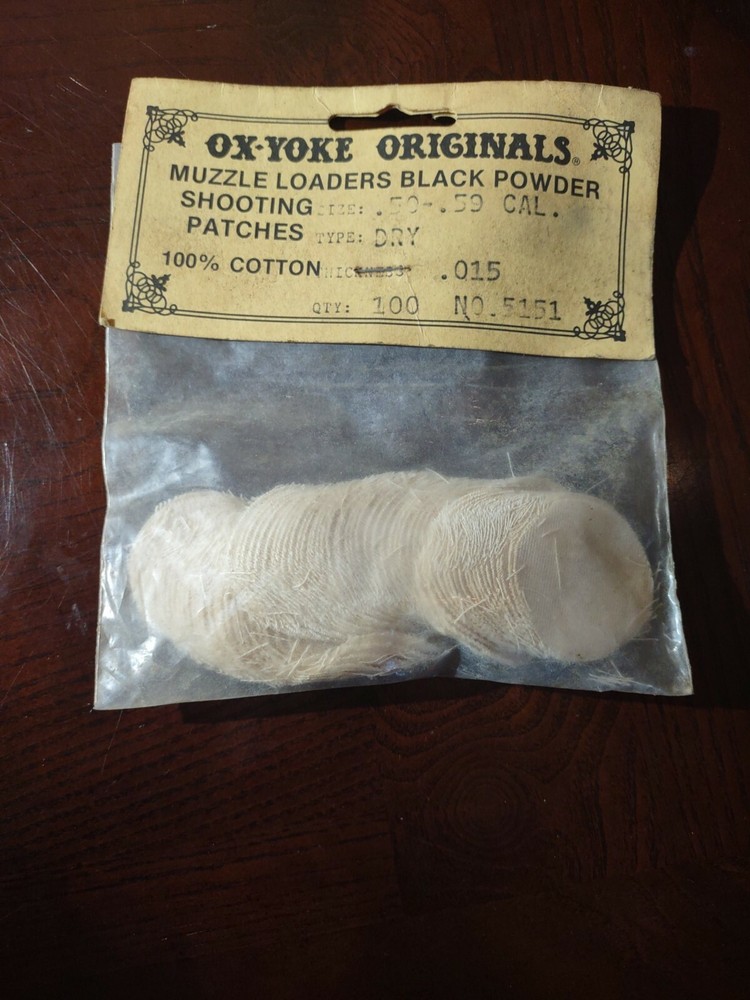 OX-YOKE ORIGINALS®
MUZZLE LOADERS BLACK POWDER
SHOOTING SIZE: .50-.59 CAL.
PATCHES TYPE: DRY
100% COTTON THICKNESS .015
QTY: 100 NO.5151